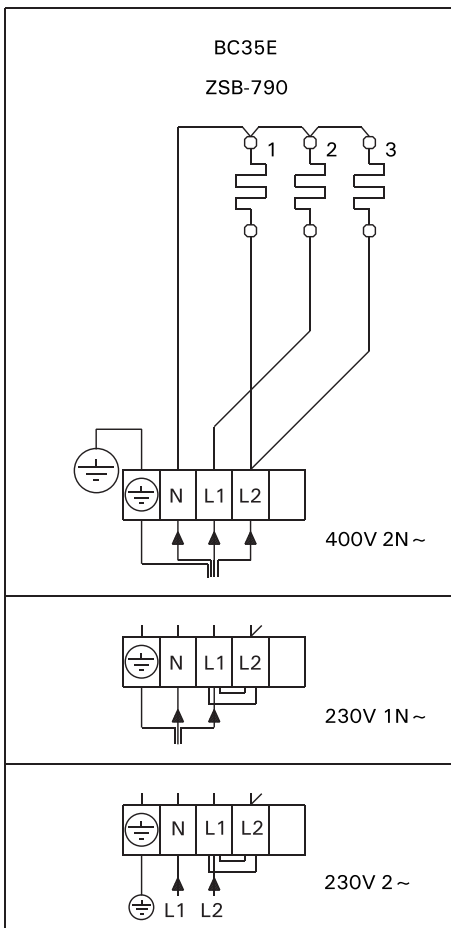 BC35E
ZSB-790
1 2 3
N L1 L2
400V 2N~
N L1 L2
230V 1N~
N L1 L2
230V 2~
L1 L2